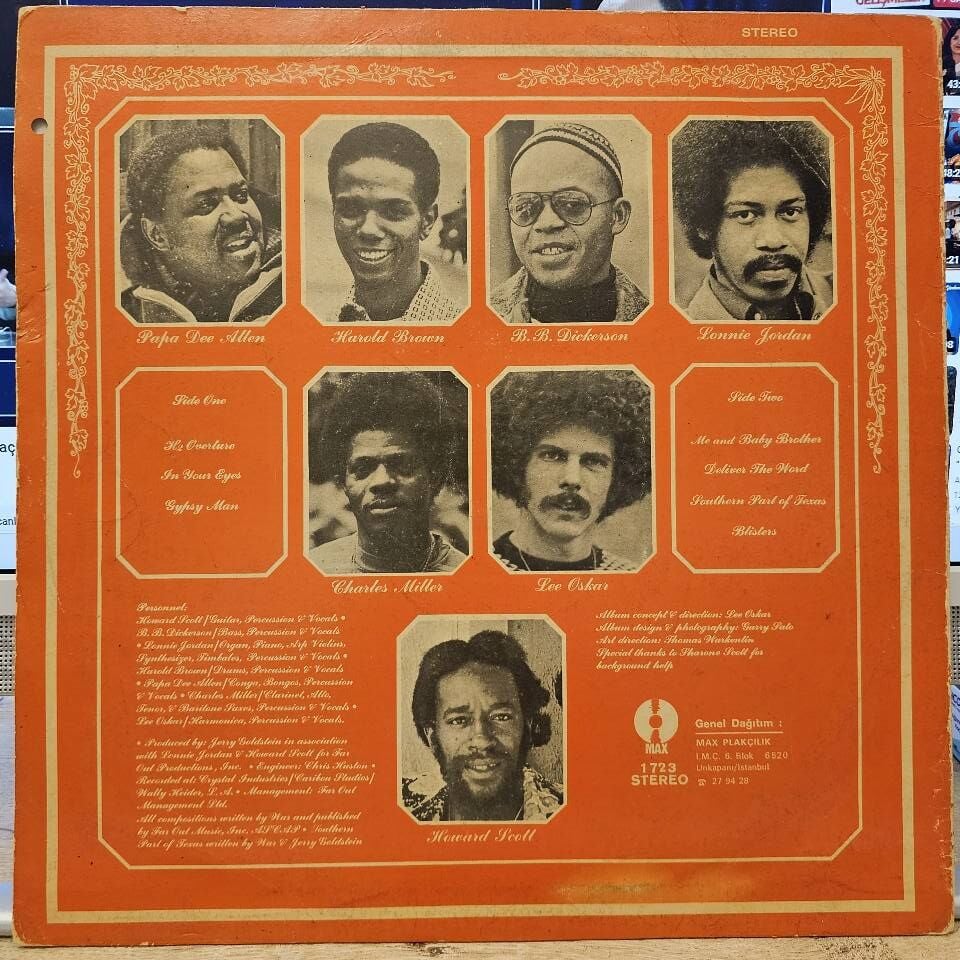 STEREO
Papa Dee Allen
Harold Brown
B.B. Dickerson
Lonnie Jordan
Side One
H2 Overture
In Your Eyes
Gypsy Man
Side Two
Me and Baby Brother
Deliver The Word
Southern Part of Texas
Blisters
Charles Miller
Lee Oskar
Personnel:
Howard Scott/Guitar, Percussion & Vocals •
B.B. Dickerson/Bass, Percussion & Vocals
• Lonnie Jordan/Organ, Piano, Arp Violins,
Synthesizer, Timbales, Percussion & Vocals •
Harold Brown/Drums, Percussion & Vocals
• Papa Dee Allen/Conga, Bongos, Percussion
& Vocals • Charles Miller/Clarinet, Alto,
Tenor, & Baritone Saxes, Percussion & Vocals •
Lee Oskar/Harmonica, Percussion & Vocals.
• Produced by: Jerry Goldstein in association
with Lonnie Jordan & Howard Scott for Far
Out Productions, Inc. • Engineer: Chris Huston •
Recorded at: Crystal Industries/Caribou Studios/
Wally Heider, L.A. • Management: Far Out
Management Ltd.
All compositions written by War and published
by Far Out Music, Inc. ASCAP • Southern
Part of Texas written by War & Jerry Goldstein
Howard Scott
Album concept & direction: Lee Oskar
Album design & photography: Garry Sato
Art direction: Thomas Warkentin
Special thanks to Sharone Scott for
background help
MAX
1723
STEREO
Genel Dağıtım :
MAX PLAKÇILIK
I.M.C. 6. Blok 6520
Unkapanı/Istanbul
☎ 27 94 28